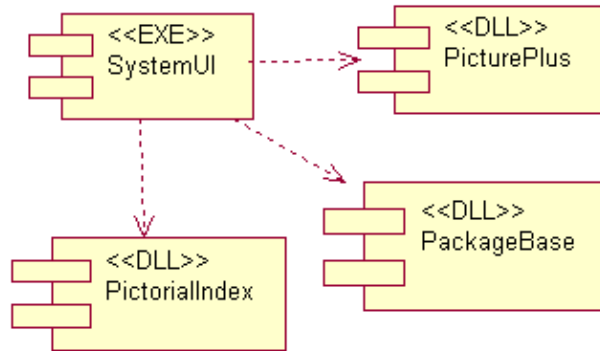 <<EXE>>
SystemUI
<<DLL>>
PicturePlus
<<DLL>>
PackageBase
<<DLL>>
PictorialIndex